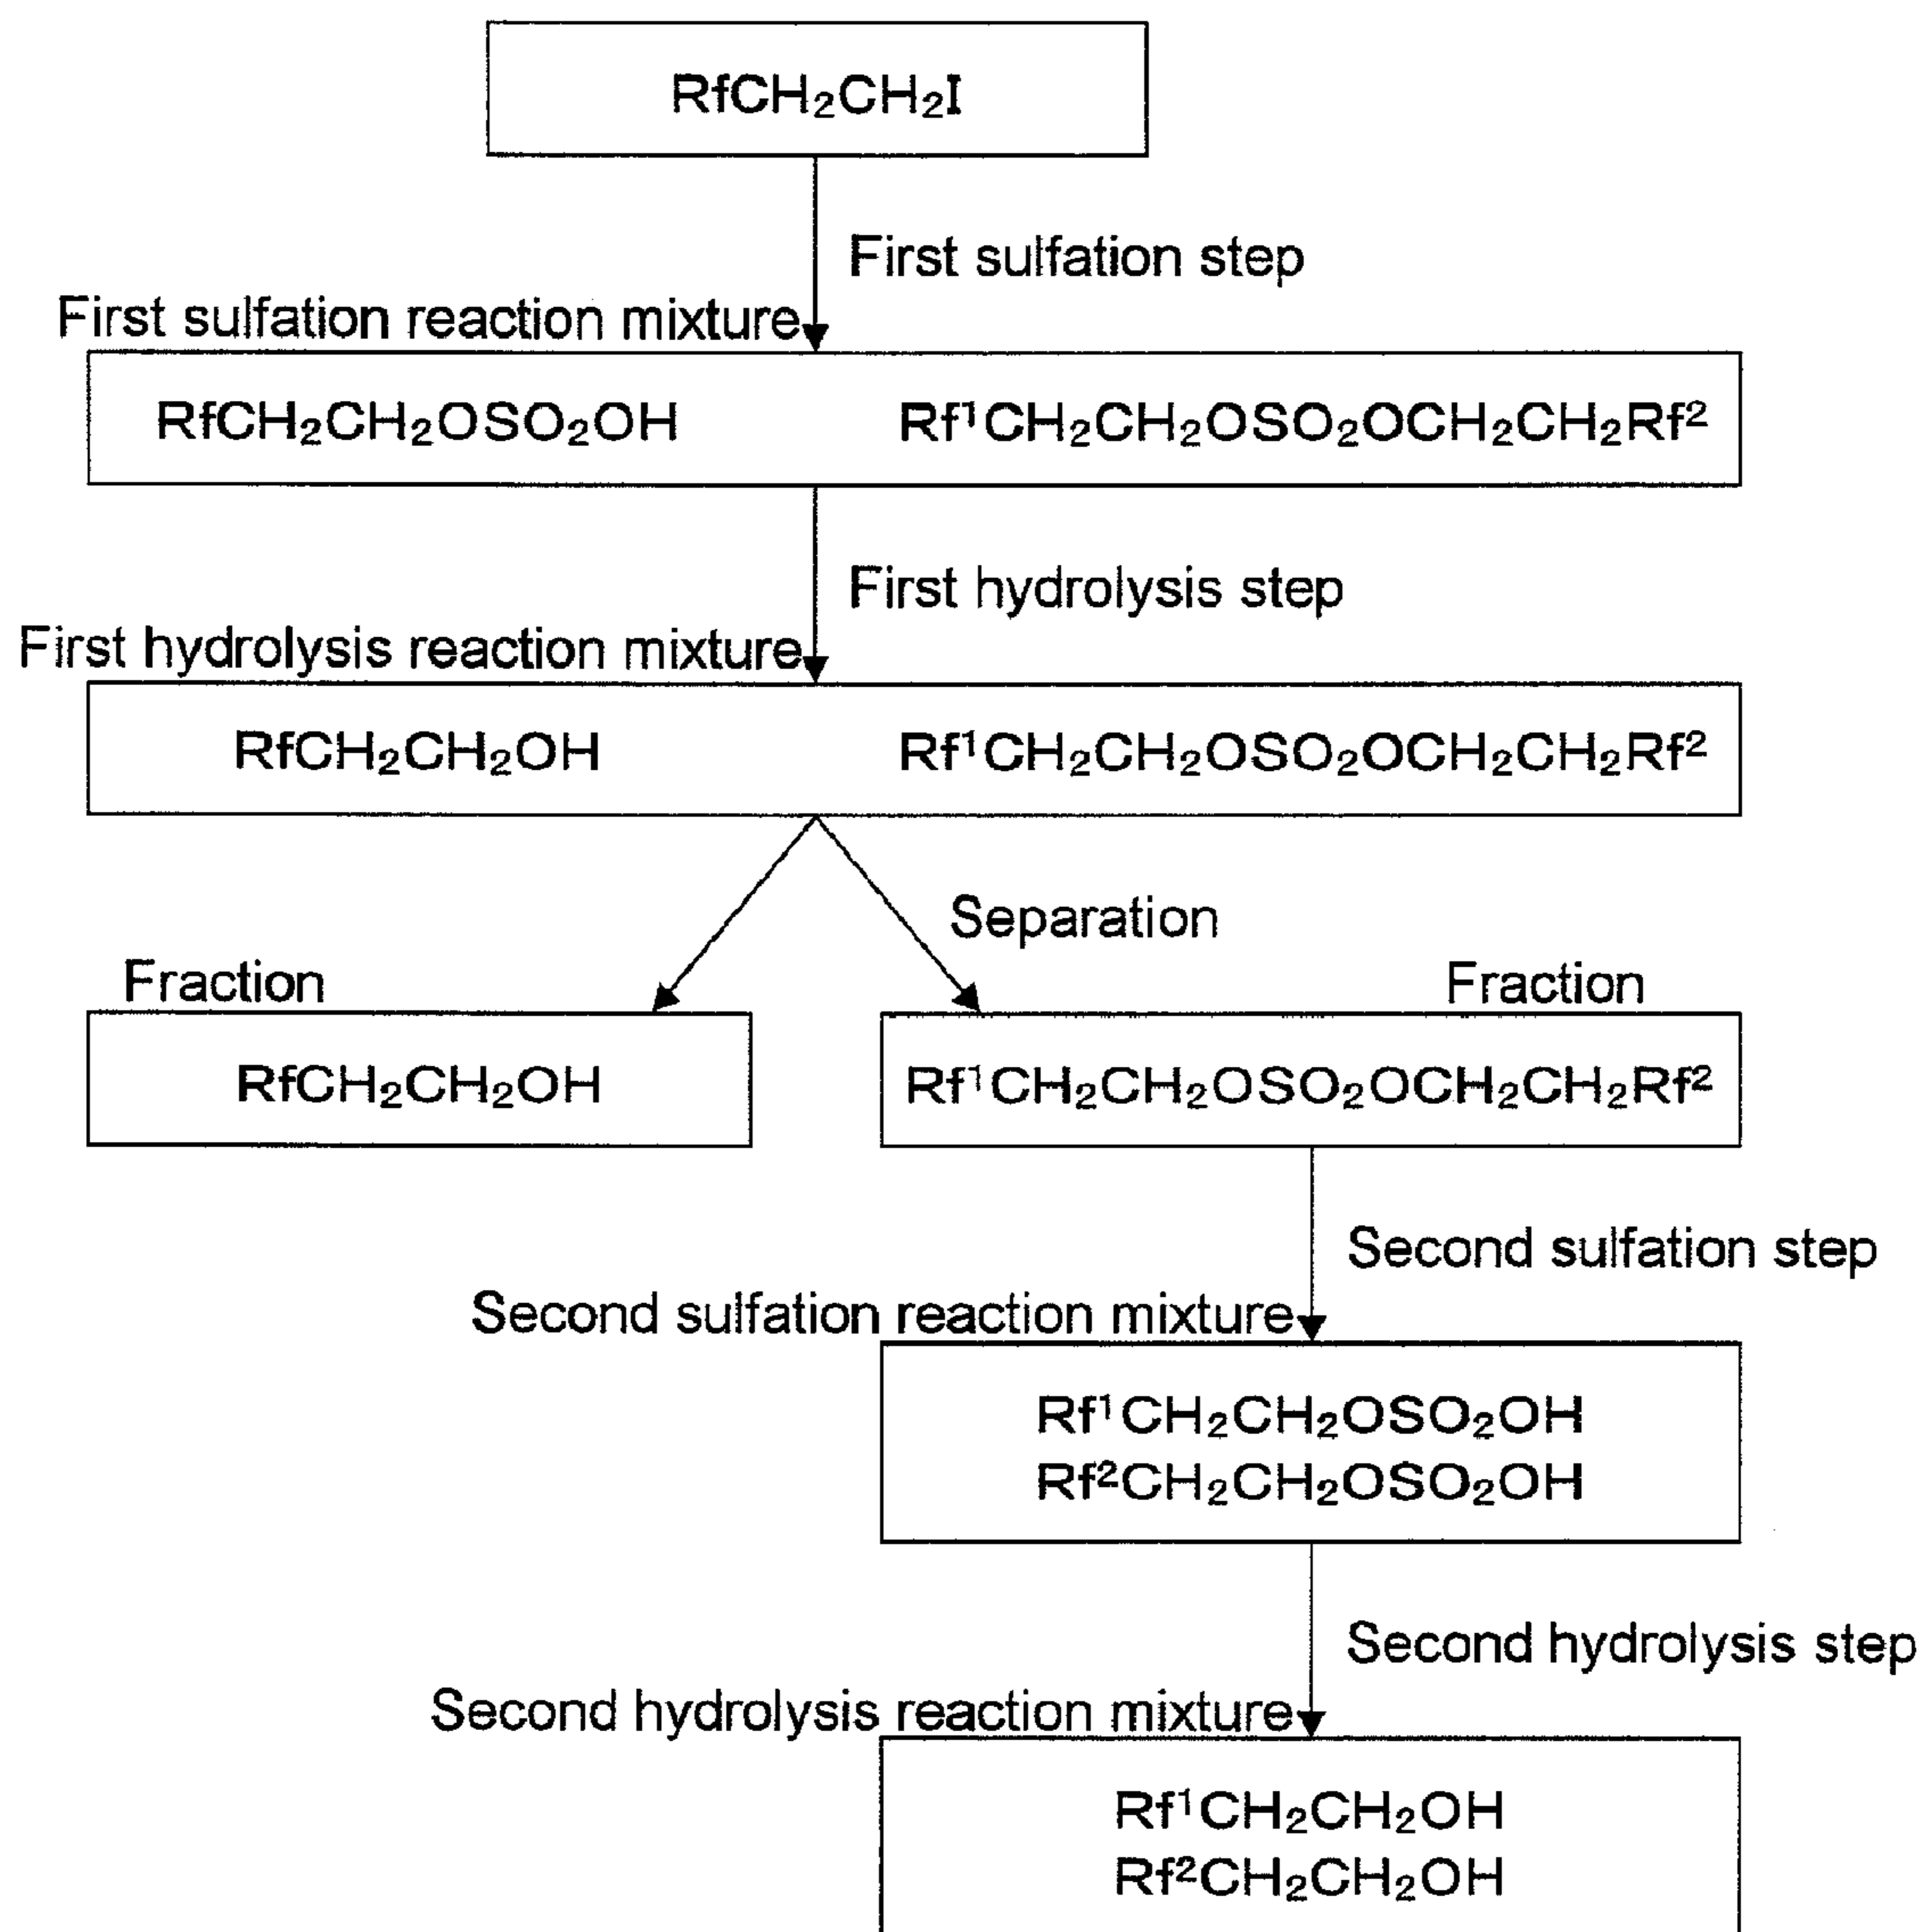 RfCH₂CH₂I
First sulfation step
First sulfation reaction mixture
RfCH₂CH₂OSO₂OH Rf¹CH₂CH₂OSO₂OCH₂CH₂Rf²
First hydrolysis step
First hydrolysis reaction mixture
RfCH₂CH₂OH Rf¹CH₂CH₂OSO₂OCH₂CH₂Rf²
Separation
Fraction Fraction
RfCH₂CH₂OH Rf¹CH₂CH₂OSO₂OCH₂CH₂Rf²
Second sulfation step
Second sulfation reaction mixture
Rf¹CH₂CH₂OSO₂OH
Rf²CH₂CH₂OSO₂OH
Second hydrolysis step
Second hydrolysis reaction mixture
Rf¹CH₂CH₂OH
Rf²CH₂CH₂OH